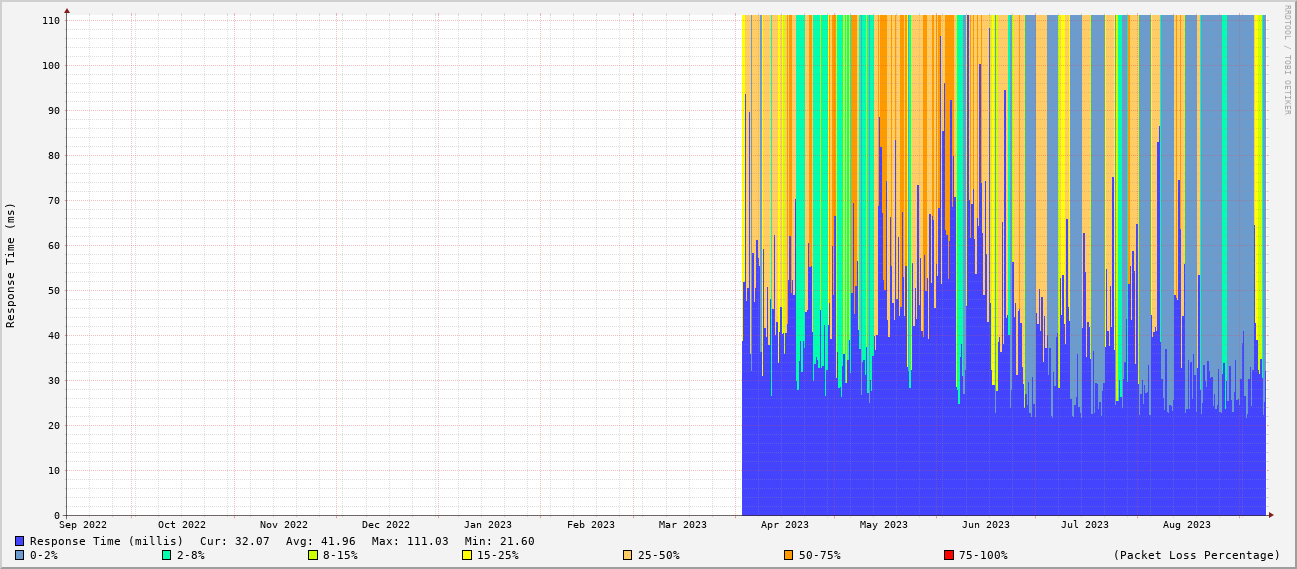 RRDTOOL / TOBI OETIKER
Response Time (ms)
110
100
90
80
70
60
50
40
30
20
10
0
Sep 2022 Oct 2022 Nov 2022 Dec 2022 Jan 2023 Feb 2023 Mar 2023 Apr 2023 May 2023 Jun 2023 Jul 2023 Aug 2023
Response Time (millis) Cur: 32.07 Avg: 41.96 Max: 111.03 Min: 21.60
0-2% 2-8% 8-15% 15-25% 25-50% 50-75% 75-100% (Packet Loss Percentage)